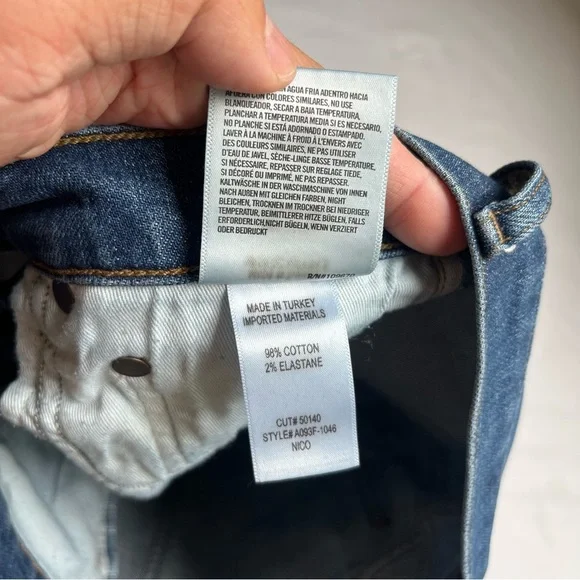 AGUA FRIA ADENTRO HACIA
AFUERA CON COLORES SIMILARES, NO USE
BLANQUEADOR, SECAR A BAJA TEMPERATURA,
PLANCHAR A TEMPERATURA MEDIA SI ES NECESARIO,
NO PLANCHE SI ESTÁ ADORNADO O ESTAMPADO.
LAVER À LA MACHINE À FROID À L'ENVERS AVEC
DES COULEURS SIMILAIRES, NE PAS UTILISER
D'EAU DE JAVEL, SÈCHE-LINGE BASSE TEMPÉRATURE,
SI NÉCESSAIRE, REPASSER SUR REGLAGE TIEDE,
SI DÉCORÉ OU IMPRIMÉ, NE PAS REPASSER.
KALTWÄSCHE IN DER WASCHMASCHINE VON INNEN
NACH AUßEN MIT GLEICHEN FARBEN, NIGHT
BLEICHEN, TROCKNEN IM TROCKNER BEI NIEDRIGER
TEMPERATUR, BEIMITTLERER HITZE BÜGELN, FALLS
ERFORDERLICH,NICHT BÜGELN, WENN VERZIERT
ODER BEDRUCKT
MADE IN TURKEY
IMPORTED MATERIALS
98% COTTON
2% ELASTANE
CUT# 50140
STYLE# A093F-1046
NICO